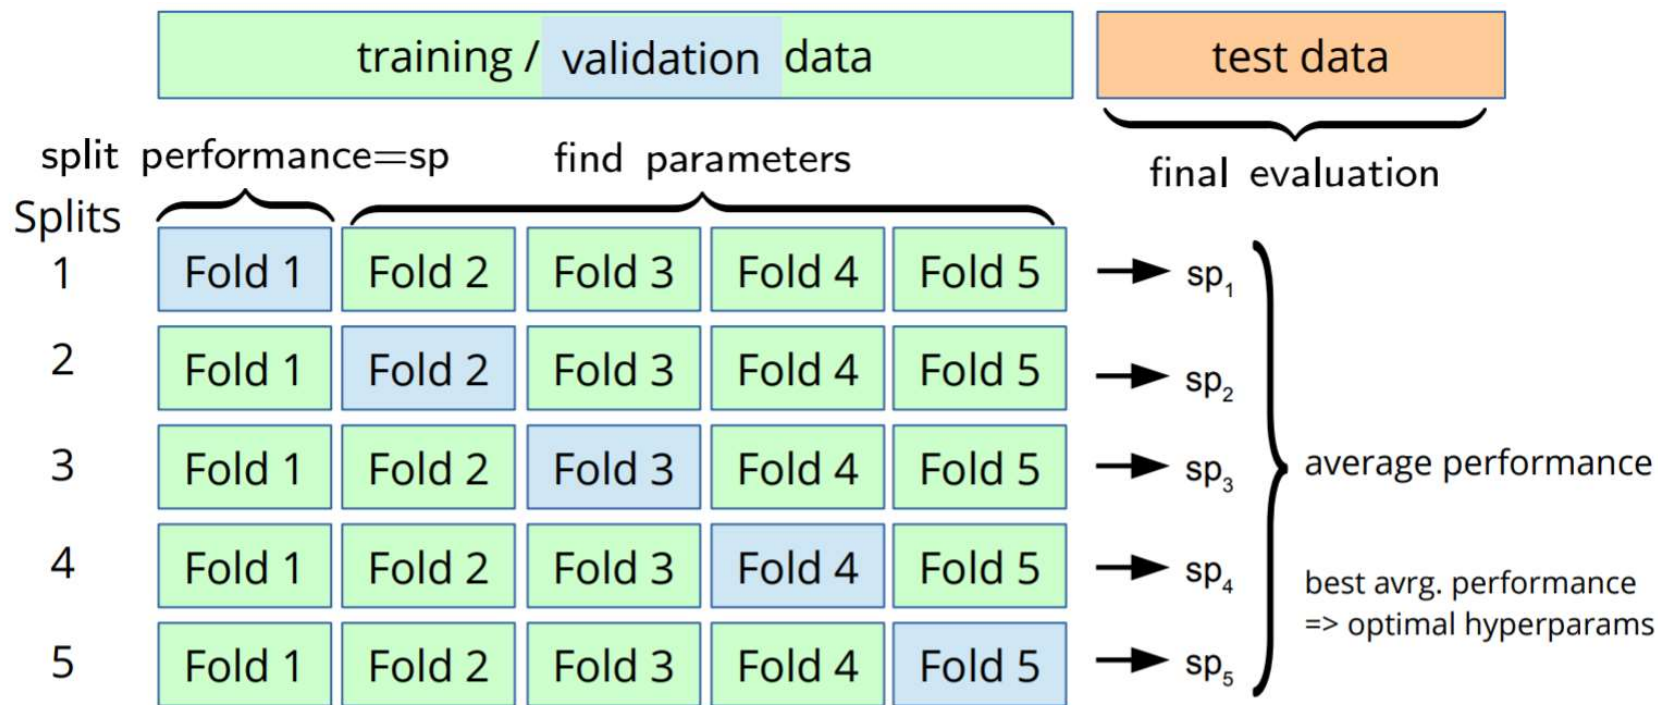 training / validation data
test data
split performance=sp
find parameters
final evaluation
Splits
1 Fold 1 Fold 2 Fold 3 Fold 4 Fold 5 sp1
2 Fold 1 Fold 2 Fold 3 Fold 4 Fold 5 sp2
3 Fold 1 Fold 2 Fold 3 Fold 4 Fold 5 sp3
4 Fold 1 Fold 2 Fold 3 Fold 4 Fold 5 sp4
5 Fold 1 Fold 2 Fold 3 Fold 4 Fold 5 sp5
average performance
best avrg. performance
=> optimal hyperparams